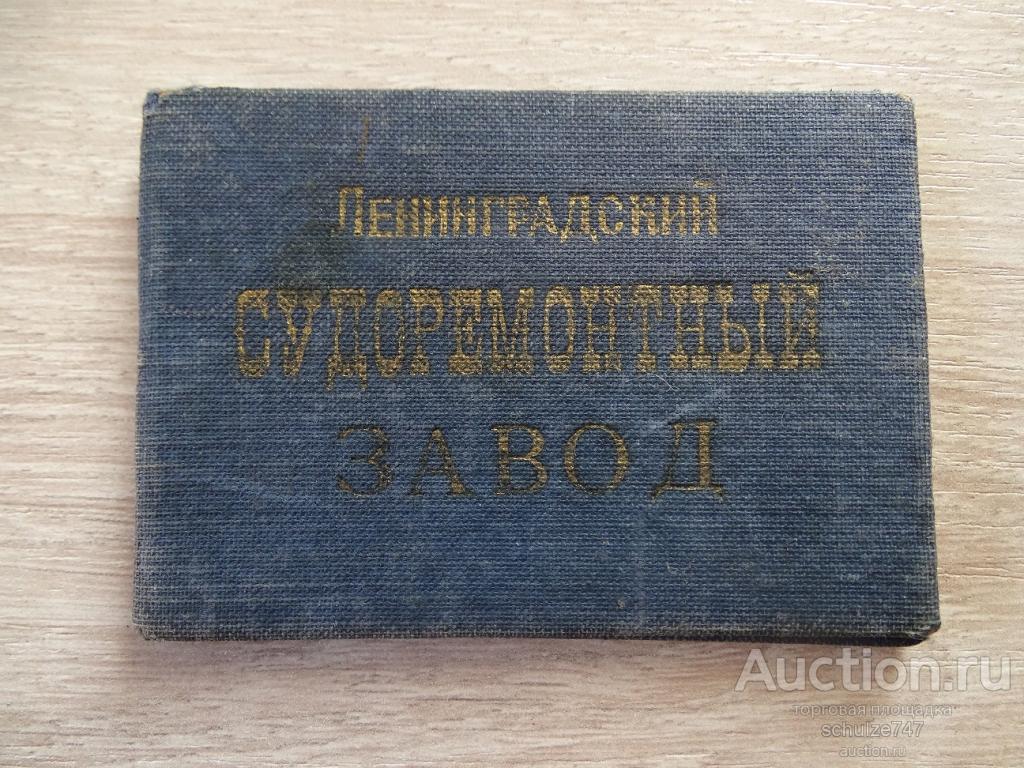 Ленинградский
СУДОРЕМОНТНЫЙ
ЗАВОД
Auction.ru
торговая площадка
schulze747
auction.ru